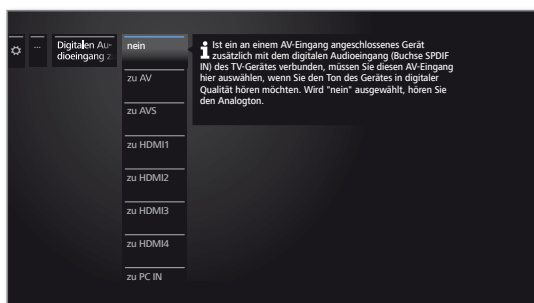 ...
Digitalen Au-
dioeingang z
nein
Ist ein an einem AV-Eingang angeschlossenes Gerät
zusätzlich mit dem digitalen Audioeingang (Buchse SPDIF
IN) des TV-Gerätes verbunden, müssen Sie diesen AV-Eingang
hier auswählen, wenn Sie den Ton des Gerätes in digitaler
Qualität hören möchten. Wird "nein" ausgewählt, hören Sie
den Analogton.
zu AV
zu AVS
zu HDMI1
zu HDMI2
zu HDMI3
zu HDMI4
zu PC IN